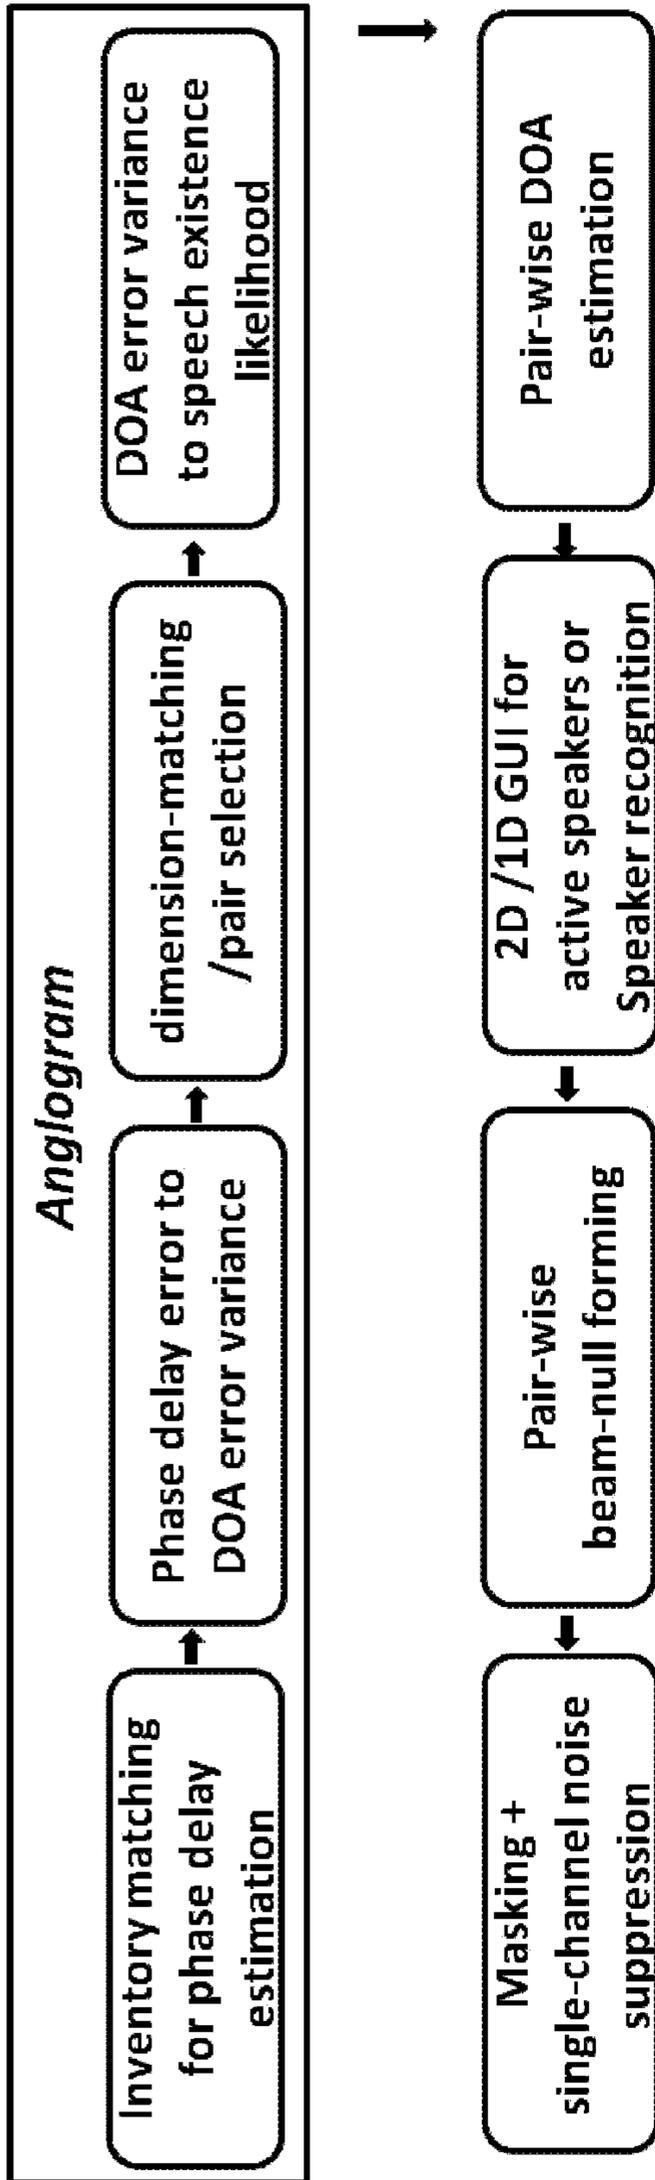 Anglogram
Inventory matching
for phase delay
estimation
Phase delay error to
DOA error variance
dimension-matching
/pair selection
DOA error variance
to speech existence
likelihood
Pair-wise DOA
estimation
2D /1D GUI for
active speakers or
Speaker recognition
Pair-wise
beam-null forming
Masking +
single-channel noise
suppression